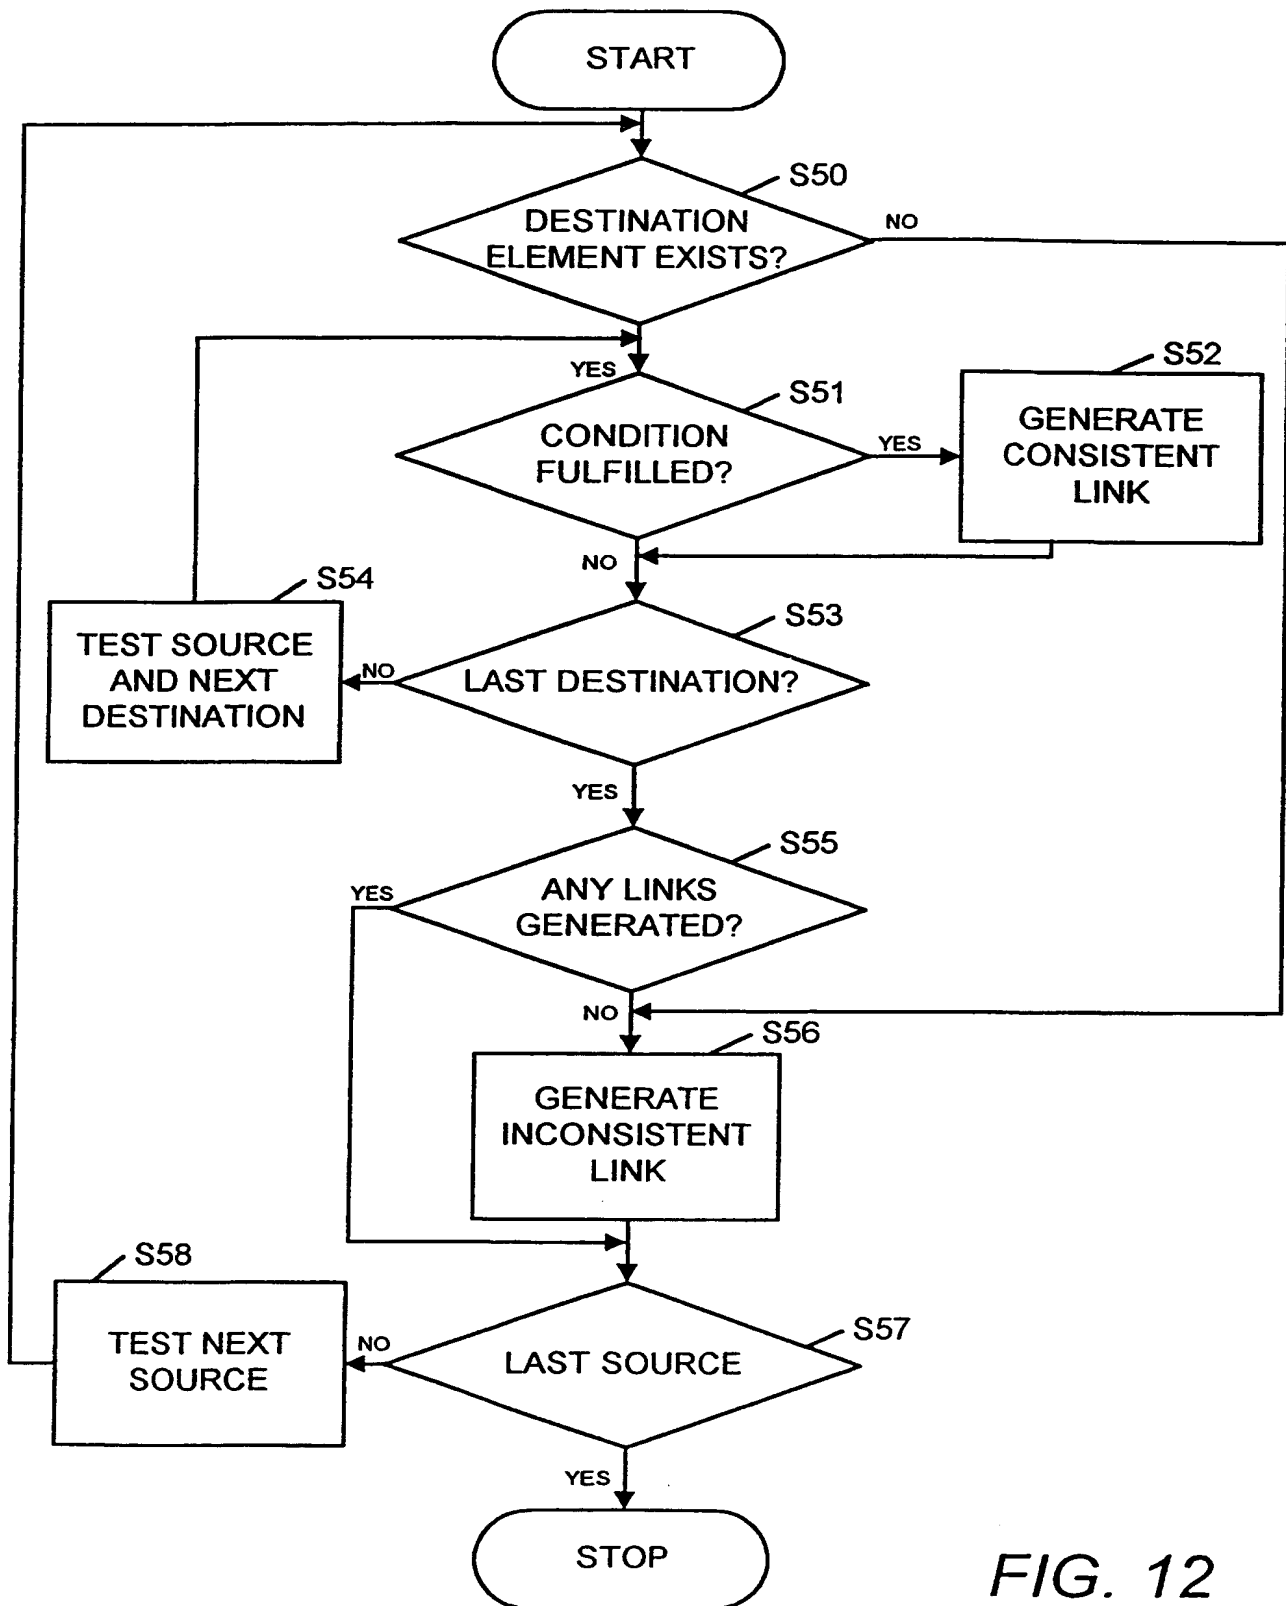 START
S50
DESTINATION
ELEMENT EXISTS?
NO
YES
S51
CONDITION
FULFILLED?
YES
S52
GENERATE
CONSISTENT
LINK
NO
S54
TEST SOURCE
AND NEXT
DESTINATION
NO
S53
LAST DESTINATION?
YES
S55
ANY LINKS
GENERATED?
YES
NO
S56
GENERATE
INCONSISTENT
LINK
S58
TEST NEXT
SOURCE
NO
S57
LAST SOURCE
YES
STOP
FIG. 12